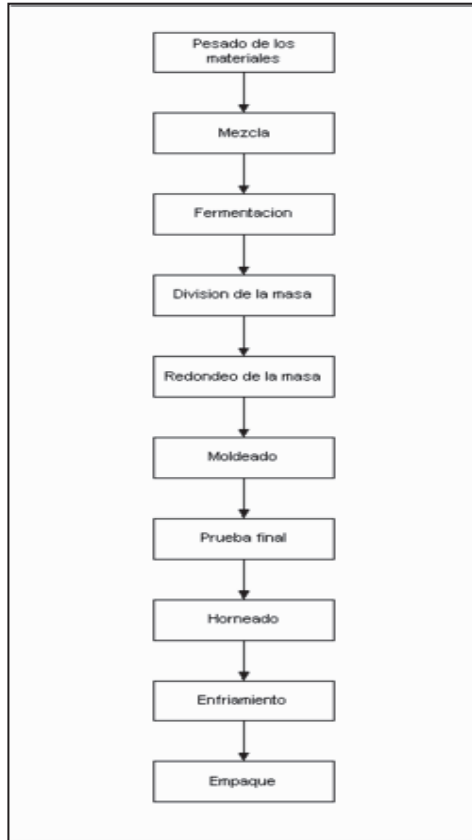 Pesado de los
materiales
Mezcla
Fermentacion
Division de la masa
Redondeo de la masa
Moldeado
Prueba final
Horneado
Enfriamiento
Empaque